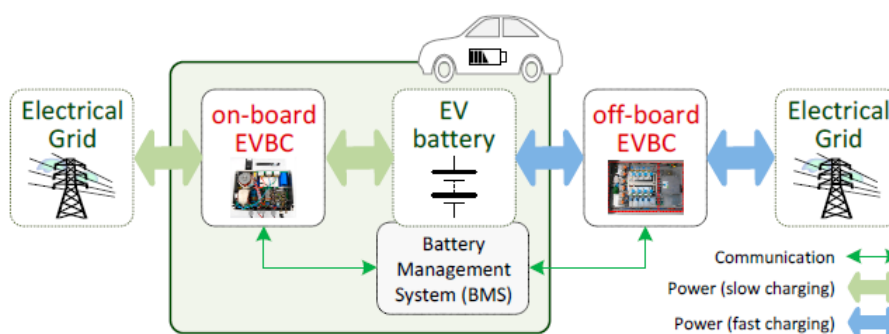 Electrical
Grid
on-board
EVBC
EV
battery
off-board
EVBC
Electrical
Grid
Battery
Management
System (BMS)
Communication
Power (slow charging)
Power (fast charging)